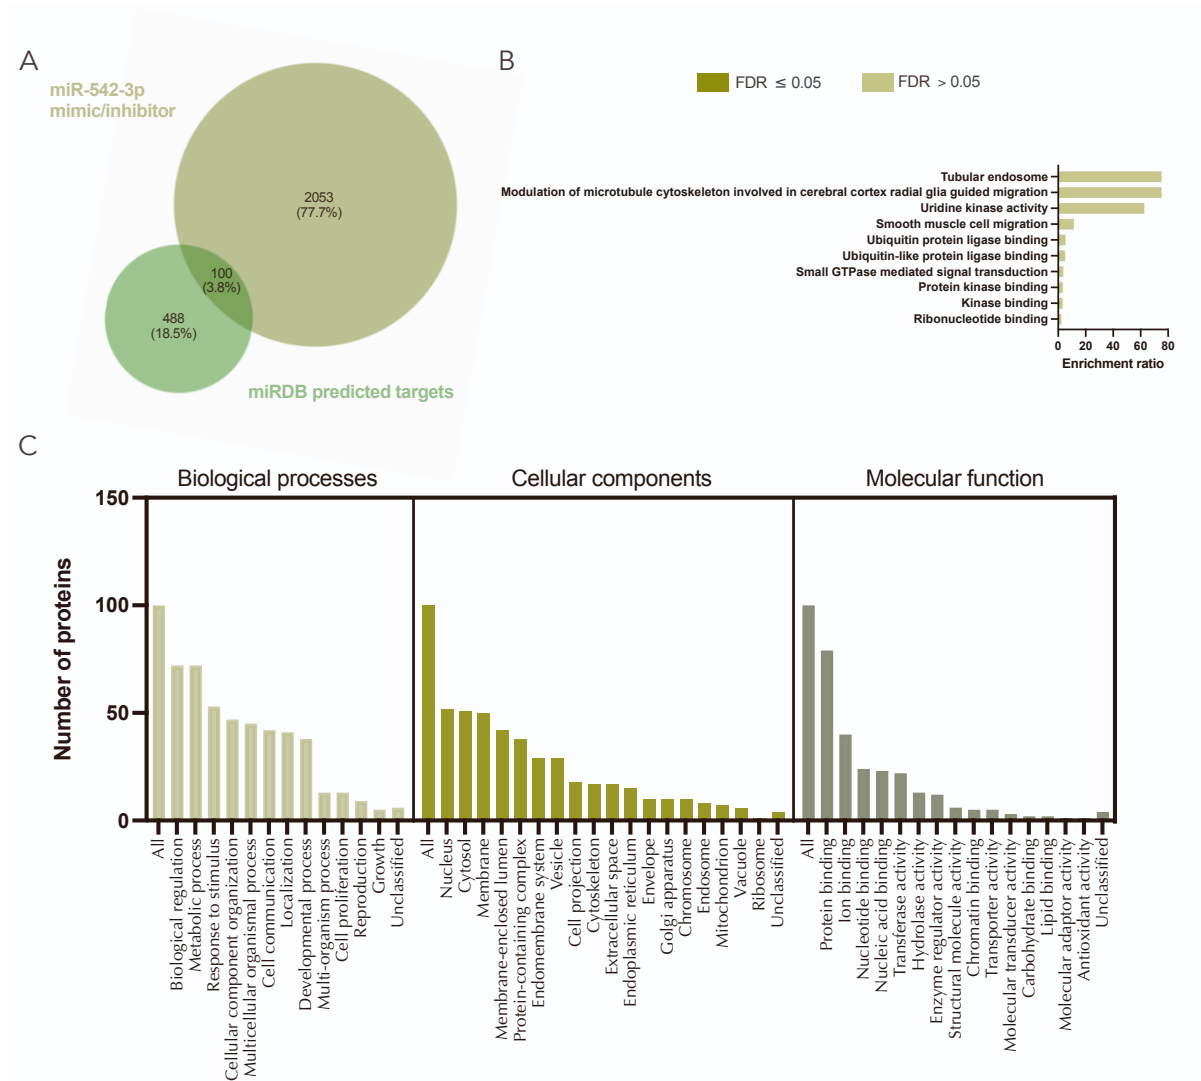 A
miR-542-3p
mimic/inhibitor
2053
(77.7%)
100
(3.8%)
488
(18.5%)
miRDB predicted targets
B
FDR ≤ 0.05
FDR > 0.05
Tubular endosome
Modulation of microtubule cytoskeleton involved in cerebral cortex radial glia guided migration
Uridine kinase activity
Smooth muscle cell migration
Ubiquitin protein ligase binding
Ubiquitin-like protein ligase binding
Small GTPase mediated signal transduction
Protein kinase binding
Kinase binding
Ribonucleotide binding
0 20 40 60 80
Enrichment ratio
C
Biological processes
Cellular components
Molecular function
Number of proteins
150
100
50
0
All
Biological regulation
Metabolic process
Response to stimulus
Cellular component organization
Multicellular organismal process
Cell communication
Localization
Developmental process
Multi-organism process
Cell proliferation
Reproduction
Growth
Unclassified
All
Nucleus
Cytosol
Membrane
Membrane-enclosed lumen
Protein-containing complex
Endomembrane system
Vesicle
Cell projection
Cytoskeleton
Extracellular space
Endoplasmic reticulum
Envelope
Golgi apparatus
Chromosome
Endosome
Mitochondrion
Vacuole
Ribosome
Unclassified
All
Protein binding
Ion binding
Nucleotide binding
Nucleic acid binding
Transferase activity
Hydrolase activity
Enzyme regulator activity
Structural molecule activity
Chromatin binding
Transporter activity
Molecular transducer activity
Carbohydrate binding
Lipid binding
Molecular adaptor activity
Antioxidant activity
Unclassified